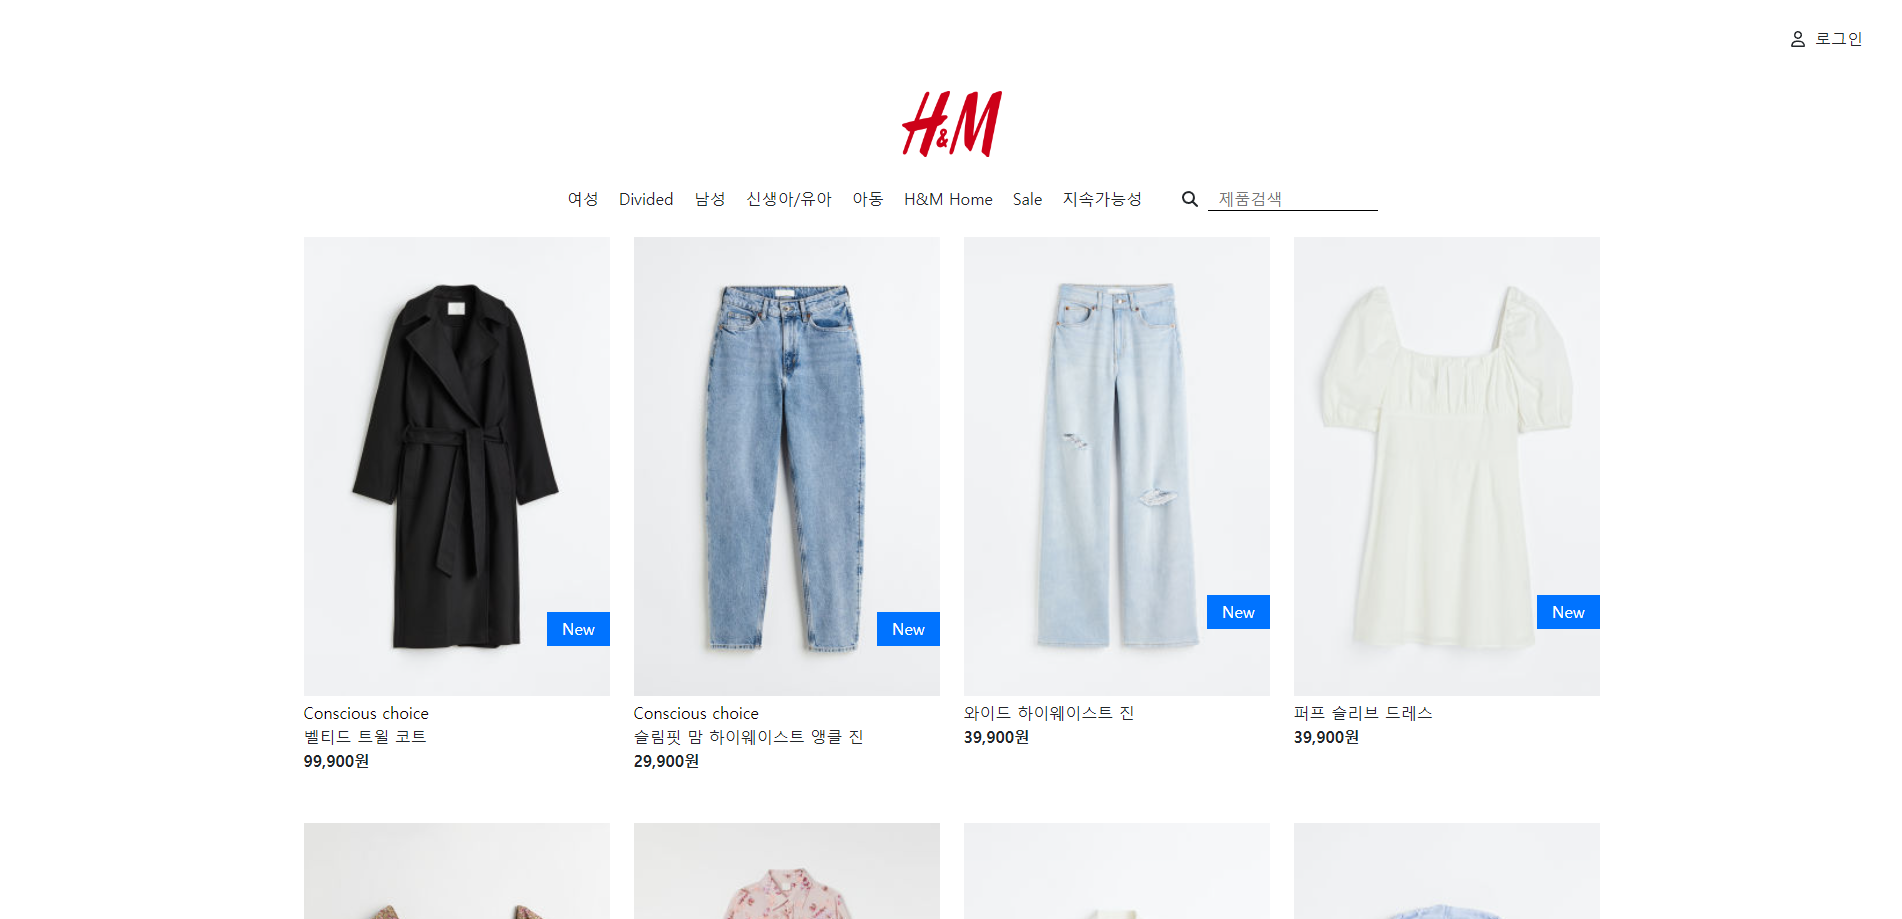 로그인
H&M
여성 Divided 남성 신생아/유아 아동 H&M Home Sale 지속가능성 제품검색
New New New New
Conscious choice
벨티드 트윌 코트
99,900원
Conscious choice
슬림핏 맘 하이웨이스트 앵클 진
29,900원
와이드 하이웨이스트 진
39,900원
퍼프 슬리브 드레스
39,900원